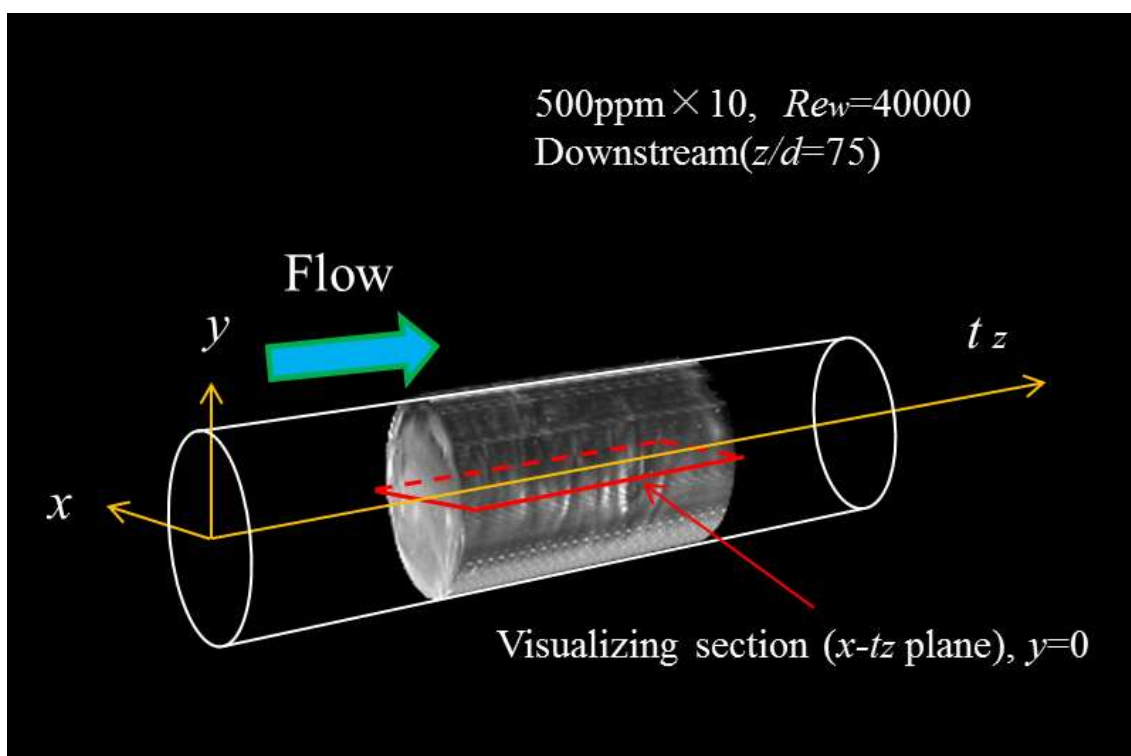 500ppm×10, Rew=40000
Downstream(z/d=75)
Flow
y
t z
x
Visualizing section (x-tz plane), y=0